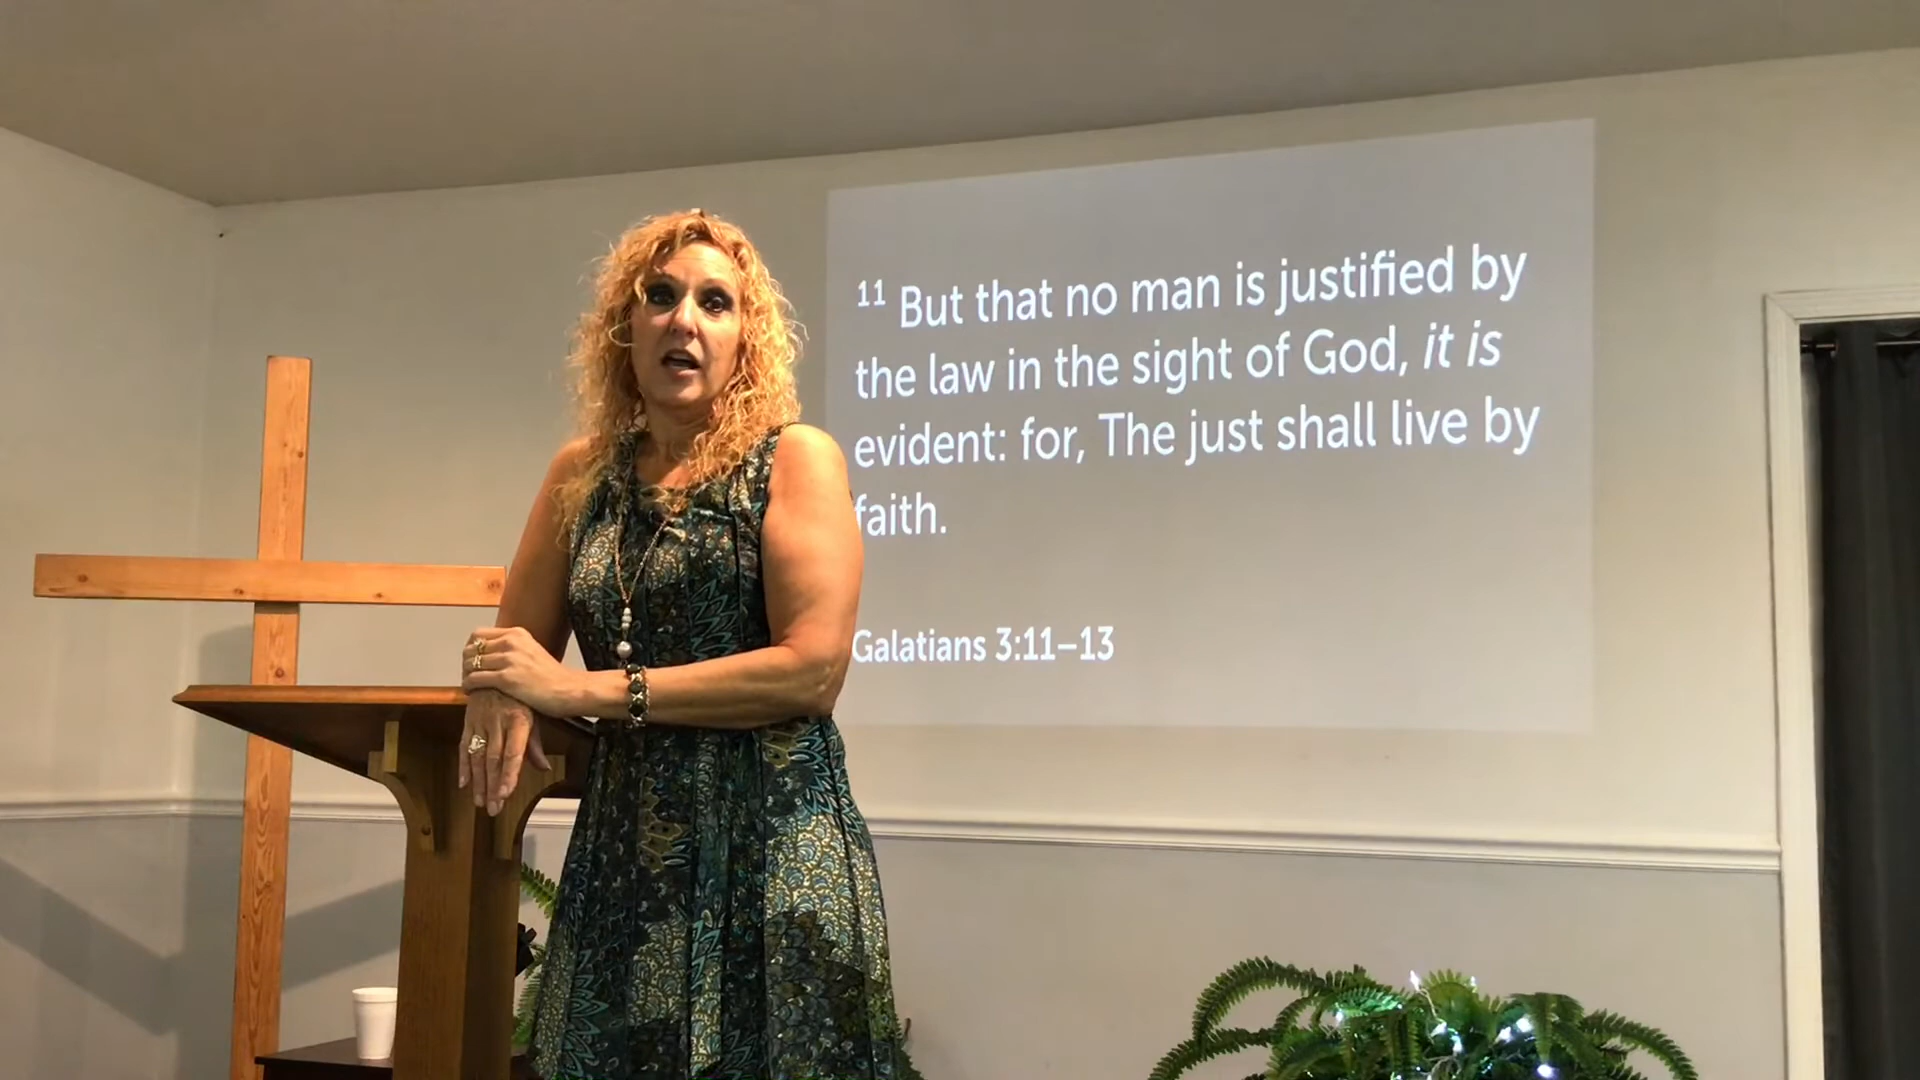 11 But that no man is justified by
the law in the sight of God, it is
evident: for, The just shall live by
faith.
Galatians 3:11–13